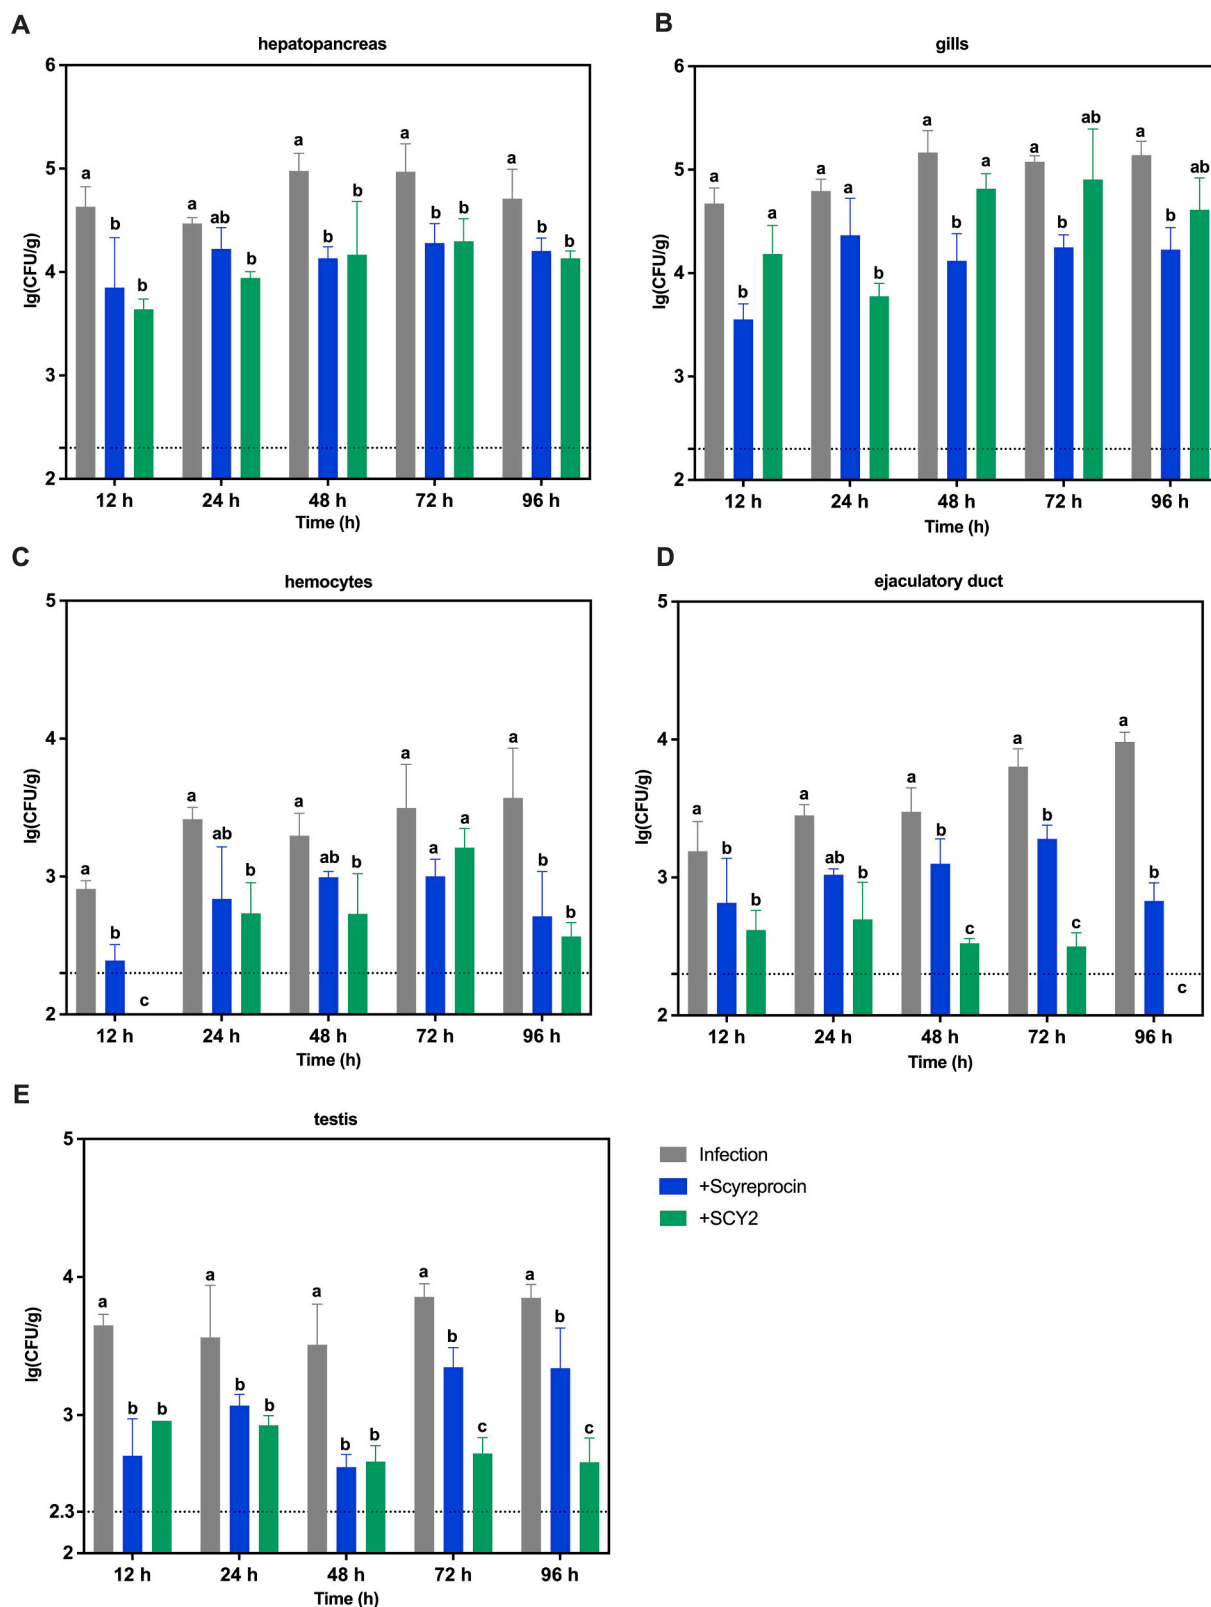 A
hepatopancreas
6
5
4
3
2
lg(CFU/g)
a b b
a ab b
a b b
a b b
a b b
12 h 24 h 48 h 72 h 96 h
Time (h)
B
gills
6
5
4
3
2
lg(CFU/g)
a b a
a a b
a b a
a b ab
a b ab
12 h 24 h 48 h 72 h 96 h
Time (h)
C
hemocytes
5
4
3
2
lg(CFU/g)
a b c
a ab b
a ab b
a a a
a b b
12 h 24 h 48 h 72 h 96 h
Time (h)
D
ejaculatory duct
5
4
3
2
lg(CFU/g)
a b b
a ab b
a b c
a b c
a b c
12 h 24 h 48 h 72 h 96 h
Time (h)
E
testis
5
4
3
2.3
2
lg(CFU/g)
a b b
a b b
a b b
a b c
a b c
12 h 24 h 48 h 72 h 96 h
Time (h)
Infection
+Scyreprocin
+SCY2